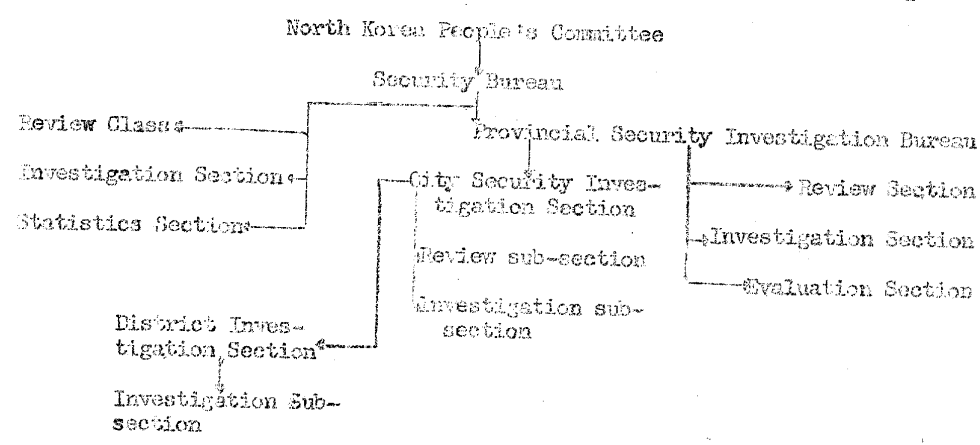 North Korea People's Committee
Security Bureau
Review Class
Provincial Security Investigation Bureau
Investigation Section
City Security Inves-
tigation Section
Review Section
Statistics Section
Investigation Section
Review sub-section
Evaluation Section
Investigation sub-
section
District Inves-
tigation Section
Investigation Sub-
section